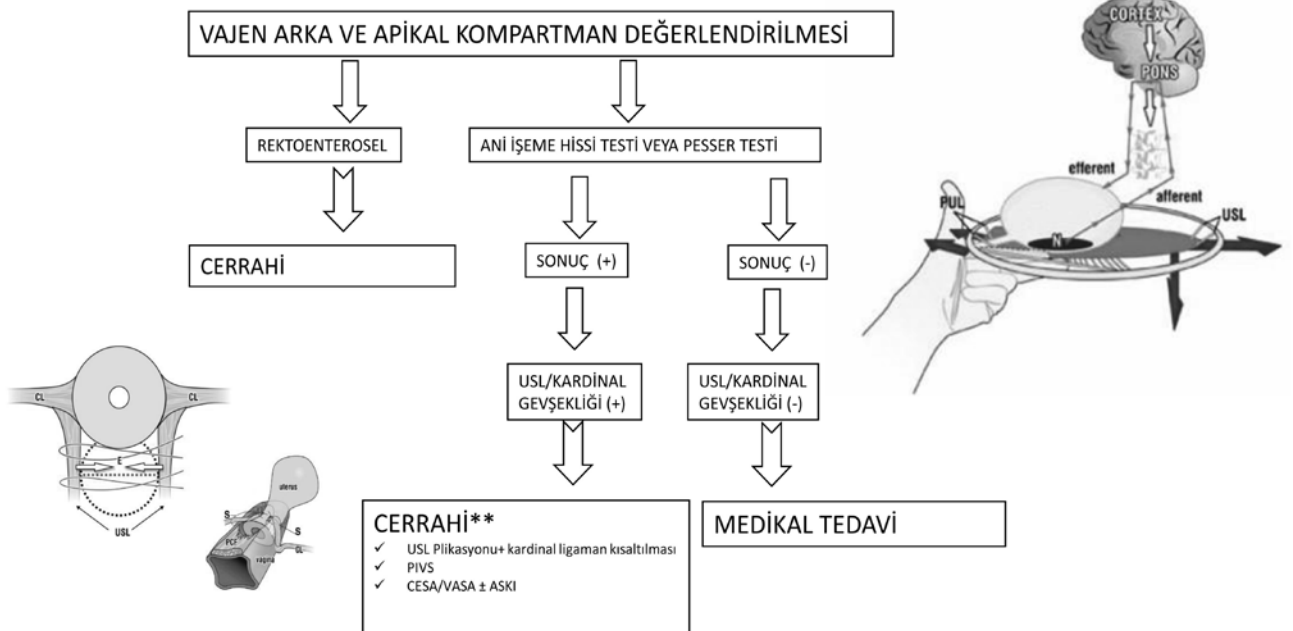 VAJEN ARKA VE APİKAL KOMPARTMAN DEĞERLENDİRİLMESİ
REKTOENTEROSEL
ANİ İŞEME HİSSİ TESTİ VEYA PESSER TESTİ
CERRAHİ
SONUÇ (+)
SONUÇ (-)
USL/KARDİNAL
GEVŞEKLİĞİ (+)
USL/KARDİNAL
GEVŞEKLİĞİ (-)
CERRAHİ**
✓ USL Plikasyonu+ kardinal ligaman kısaltılması
✓ PIVS
✓ CESA/VASA ± ASKI
MEDİKAL TEDAVİ
CORTEX
PONS
efferent
afferent
PUL
USL
N
CL
CL
E
USL
uterus
S
S
PCF
CL
vagina